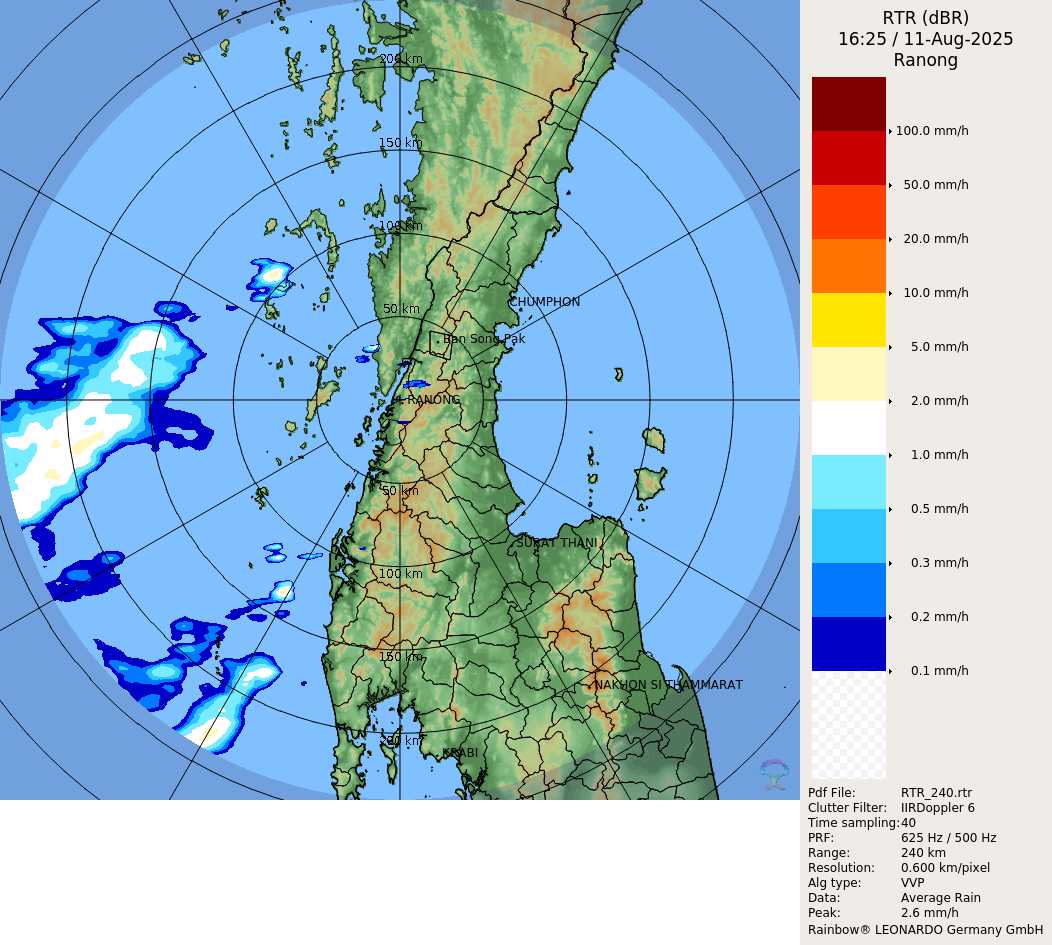 RTR (dBR)
16:25 / 11-Aug-2025
Ranong
200 km
150 km
100 km
50 km
CHUMPHON
Ban Song Pak
RANONG
50 km
SURAT THANI
100 km
150 km
NAKHON SI THAMMARAT
200 km
KRABI
100.0 mm/h
50.0 mm/h
20.0 mm/h
10.0 mm/h
5.0 mm/h
2.0 mm/h
1.0 mm/h
0.5 mm/h
0.3 mm/h
0.2 mm/h
0.1 mm/h
Pdf File: RTR_240.rtr
Clutter Filter: IIRDoppler 6
Time sampling:40
PRF: 625 Hz / 500 Hz
Range: 240 km
Resolution: 0.600 km/pixel
Alg type: VVP
Data: Average Rain
Peak: 2.6 mm/h
Rainbow® LEONARDO Germany GmbH